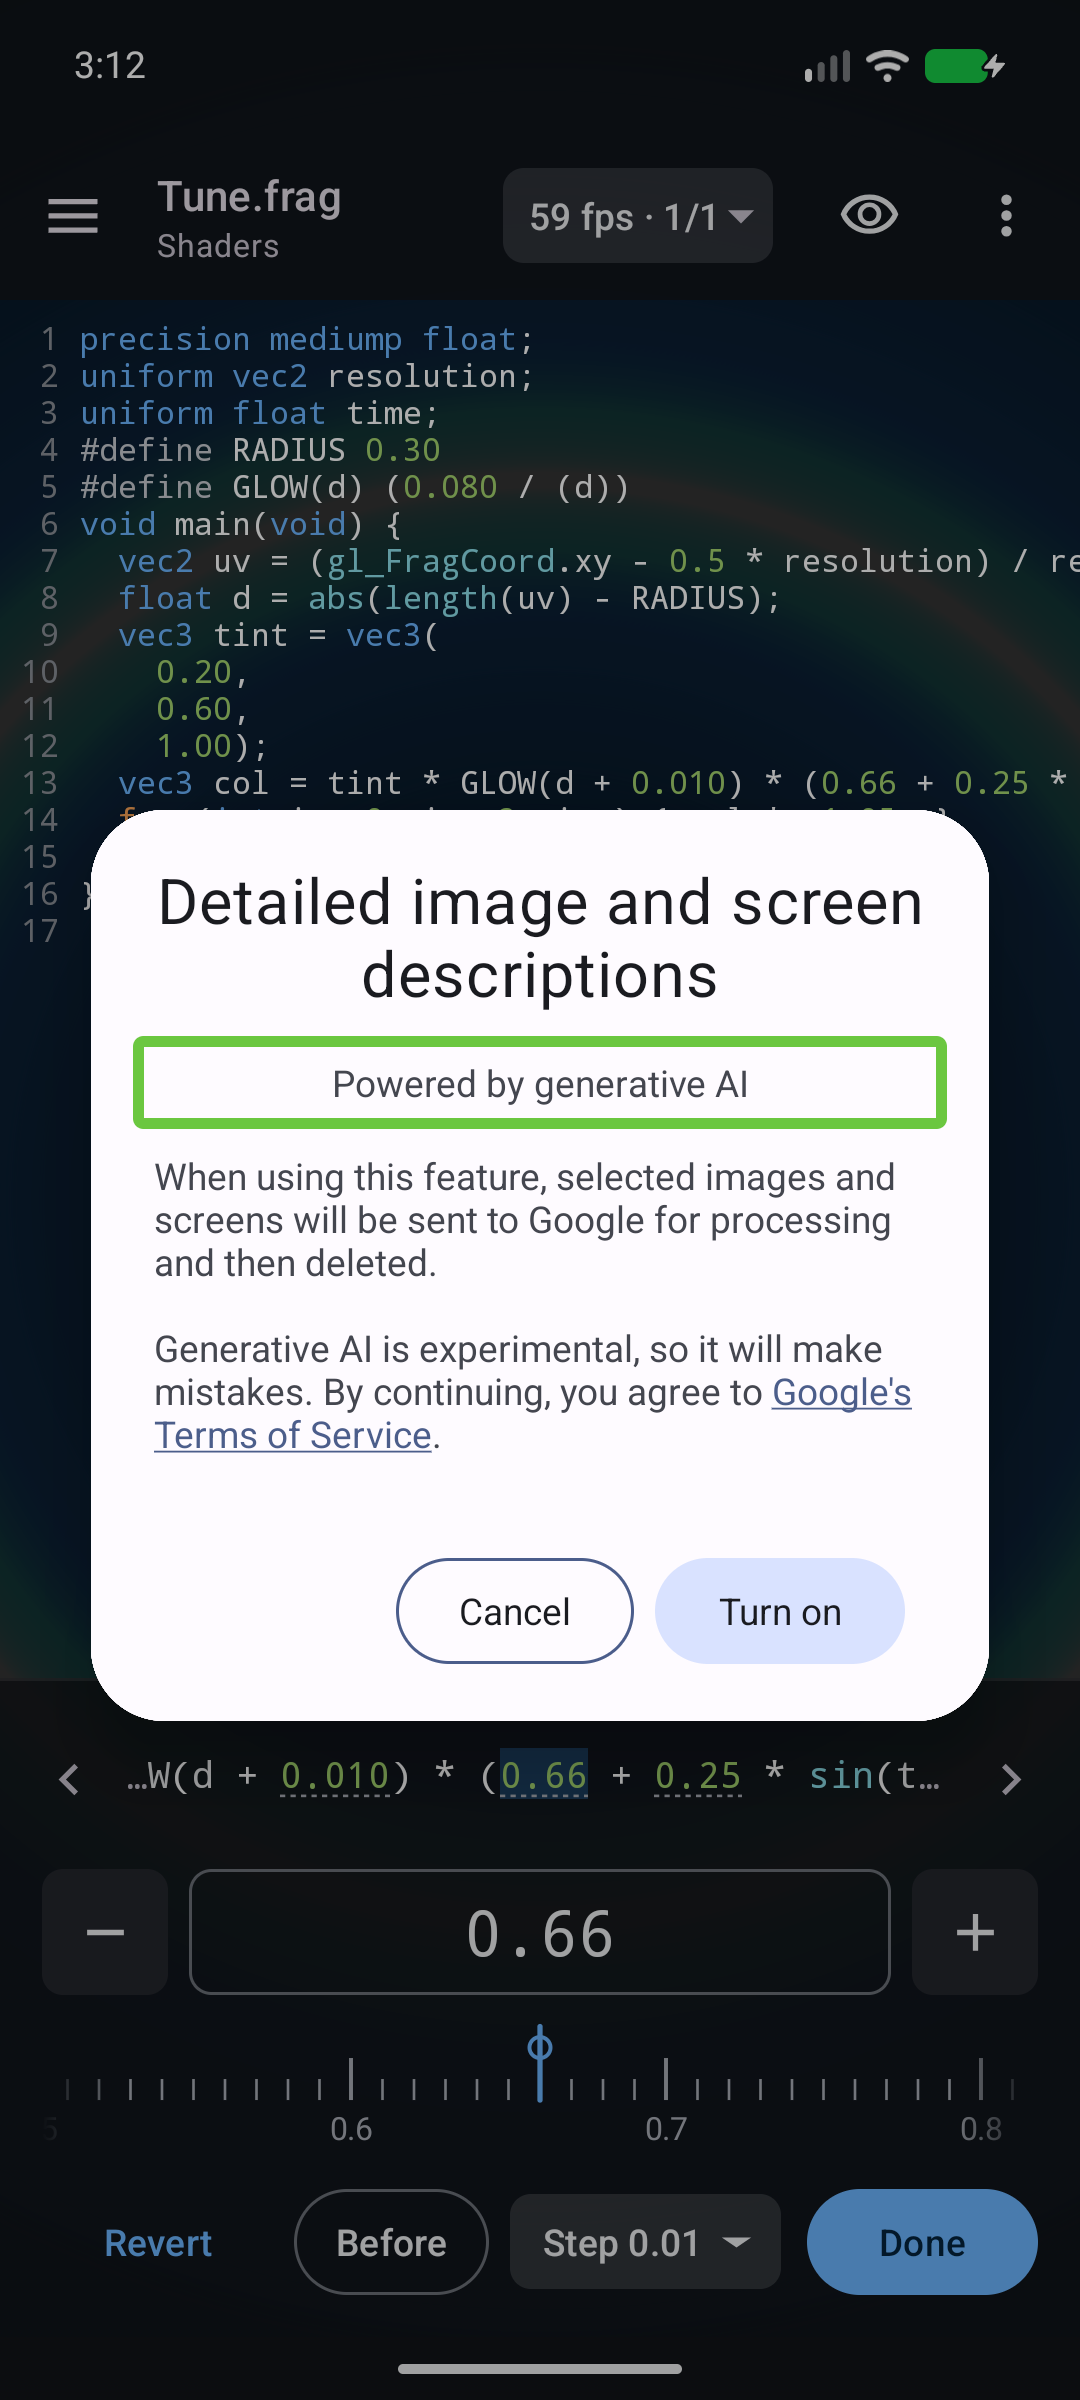 3:12
Tune.frag
Shaders
59 fps · 1/1
1 precision mediump float;
2 uniform vec2 resolution;
3 uniform float time;
4 #define RADIUS 0.30
5 #define GLOW(d) (0.080 / (d))
6 void main(void) {
7 vec2 uv = (gl_FragCoord.xy - 0.5 * resolution) / re
8 float d = abs(length(uv) - RADIUS);
9 vec3 tint = vec3(
10 0.20,
11 0.60,
12 1.00);
13 vec3 col = tint * GLOW(d + 0.010) * (0.66 + 0.25 *
14
15
16 }
17
Detailed image and screen
descriptions
Powered by generative AI
When using this feature, selected images and
screens will be sent to Google for processing
and then deleted.
Generative AI is experimental, so it will make
mistakes. By continuing, you agree to Google's
Terms of Service.
Cancel
Turn on
…W(d + 0.010) * (0.66 + 0.25 * sin(t…
0.66
5 0.6 0.7 0.8
Revert
Before
Step 0.01
Done